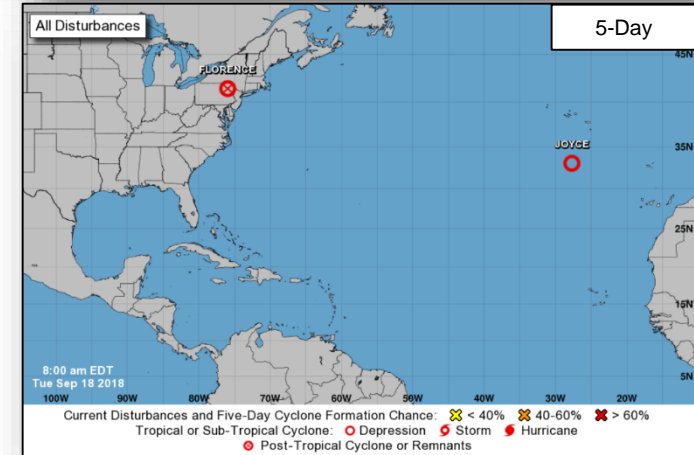 All Disturbances
5-Day
45N
FLORENCE
JOYCE
35N
25N
15N
8:00 am EDT
Tue Sep 18 2018
5N
100W 90W 80W 70W 60W 50W 40W 30W 20W
Current Disturbances and Five-Day Cyclone Formation Chance: < 40% 40-60% > 60%
Tropical or Sub-Tropical Cyclone: Depression Storm Hurricane
Post-Tropical Cyclone or Remnants